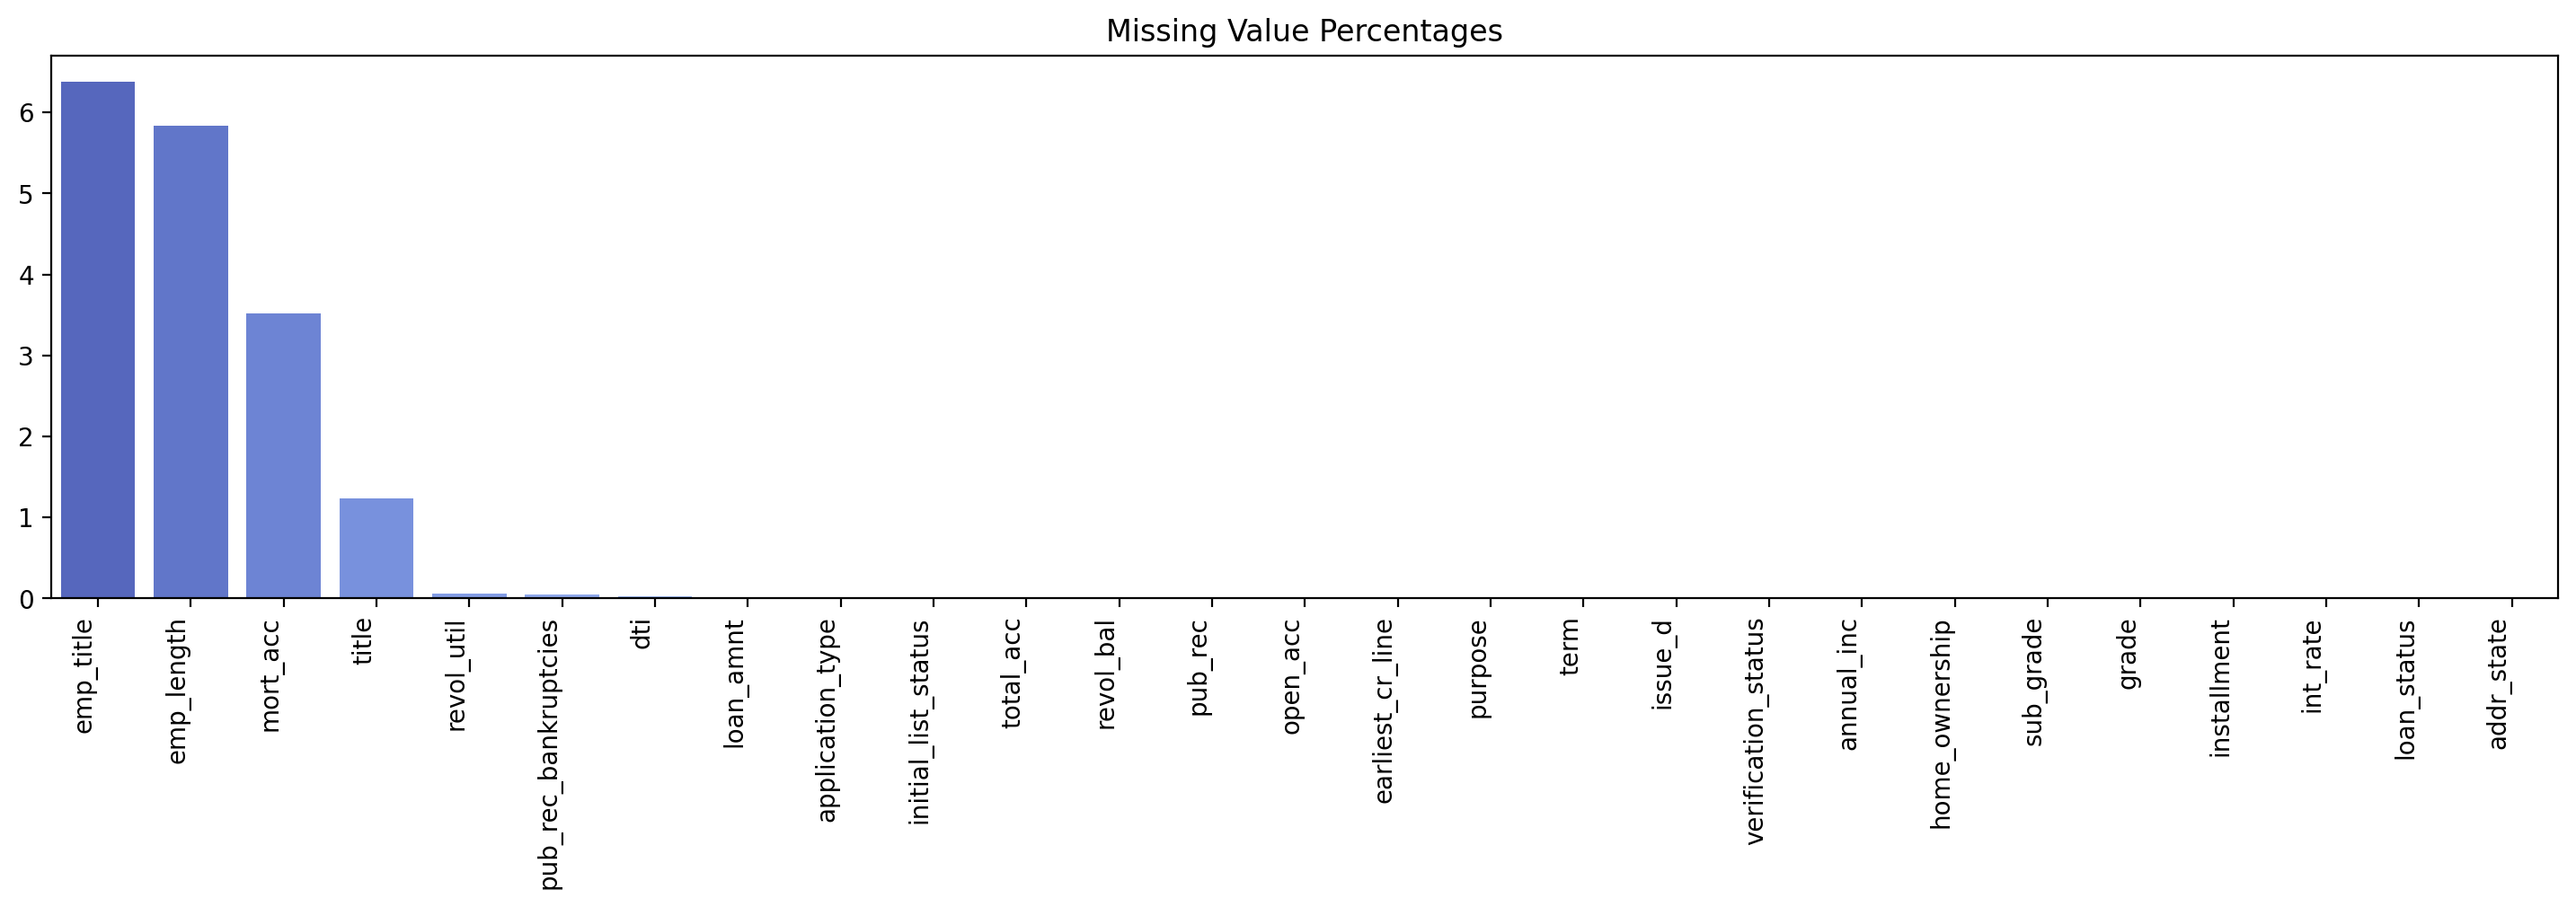 Missing Value Percentages
6
5
4
3
2
1
0
emp_title
emp_length
mort_acc
title
revol_util
pub_rec_bankruptcies
dti
loan_amnt
application_type
initial_list_status
total_acc
revol_bal
pub_rec
open_acc
earliest_cr_line
purpose
term
issue_d
verification_status
annual_inc
home_ownership
sub_grade
grade
installment
int_rate
loan_status
addr_state